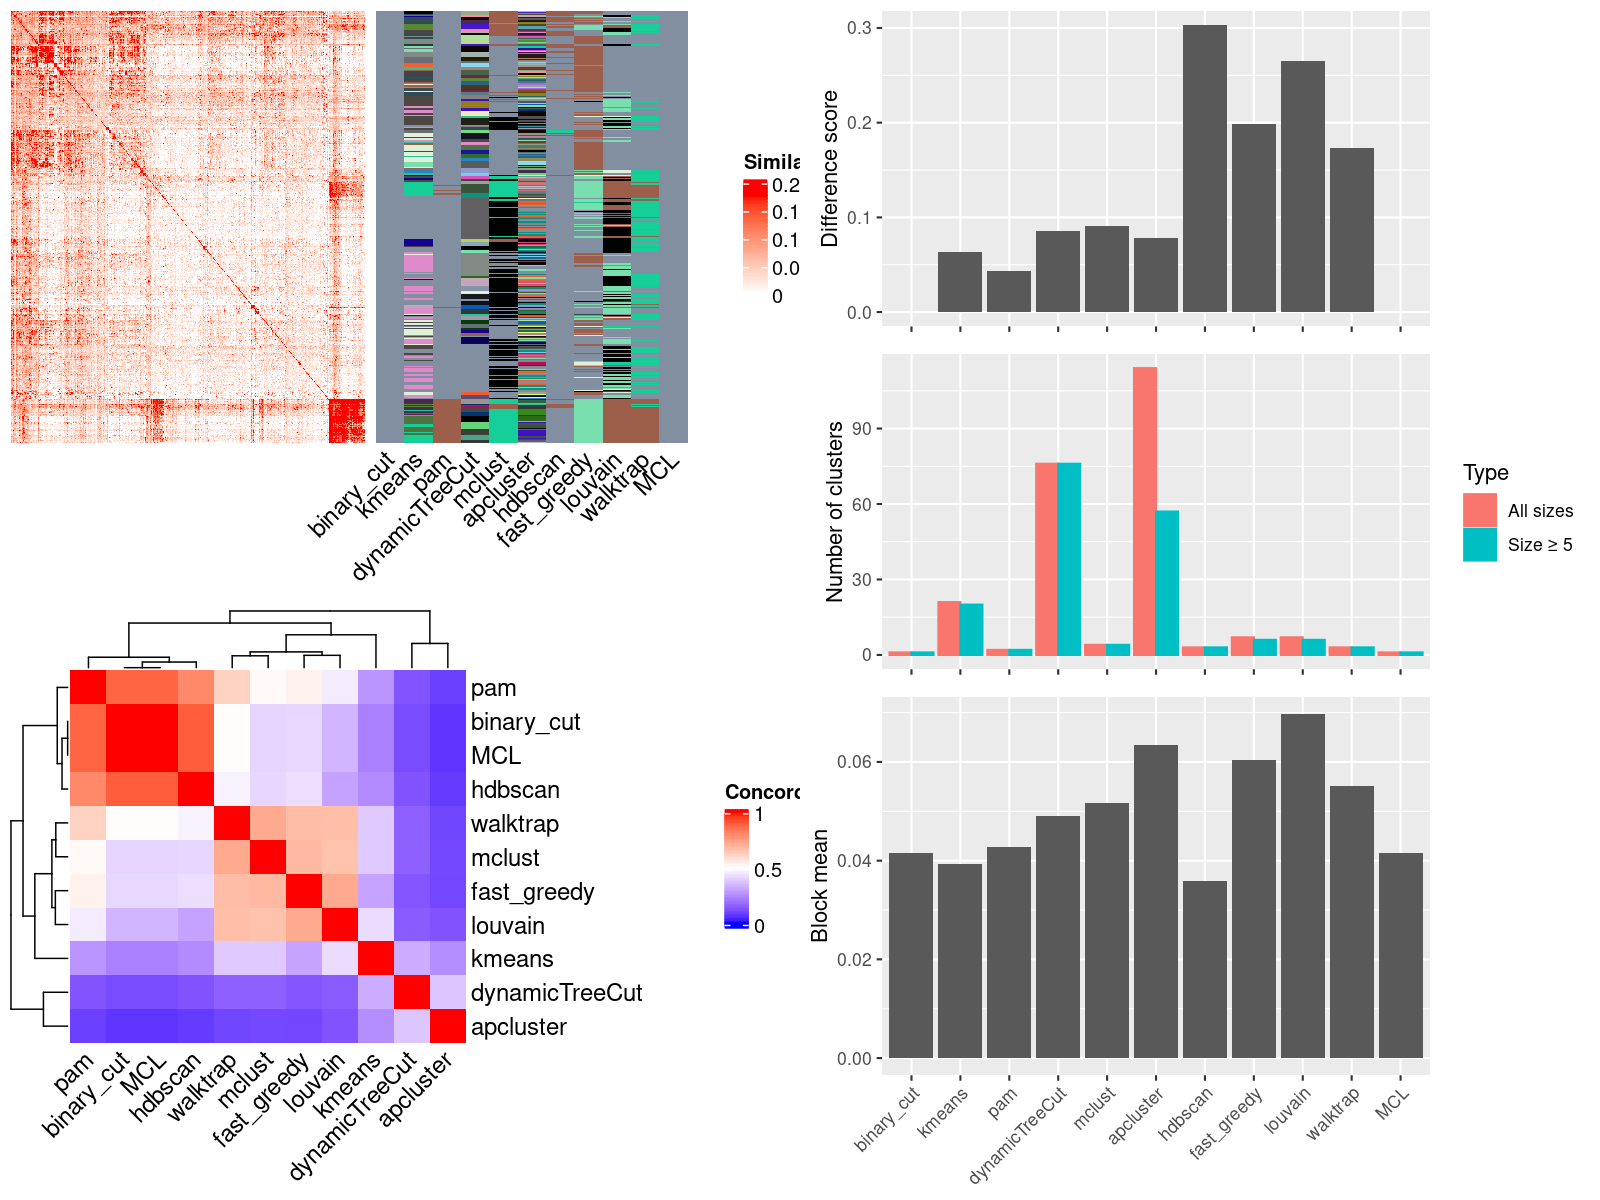 Simila
0.2
0.1
0.1
0.0
0
binary_cut
kmeans
pam
dynamicTreeCut
mclust
apcluster
hdbscan
fast_greedy
louvain
walktrap
MCL
pam
binary_cut
MCL
hdbscan
walktrap
mclust
fast_greedy
louvain
kmeans
dynamicTreeCut
apcluster
pam
binary_cut
MCL
hdbscan
walktrap
mclust
fast_greedy
louvain
kmeans
dynamicTreeCut
apcluster
Concord
1
0.5
0
Difference score
0.3
0.2
0.1
0.0
Number of clusters
90
60
30
0
Type
All sizes
Size ≥ 5
Block mean
0.06
0.04
0.02
0.00
binary_cut
kmeans
pam
dynamicTreeCut
mclust
apcluster
hdbscan
fast_greedy
louvain
walktrap
MCL